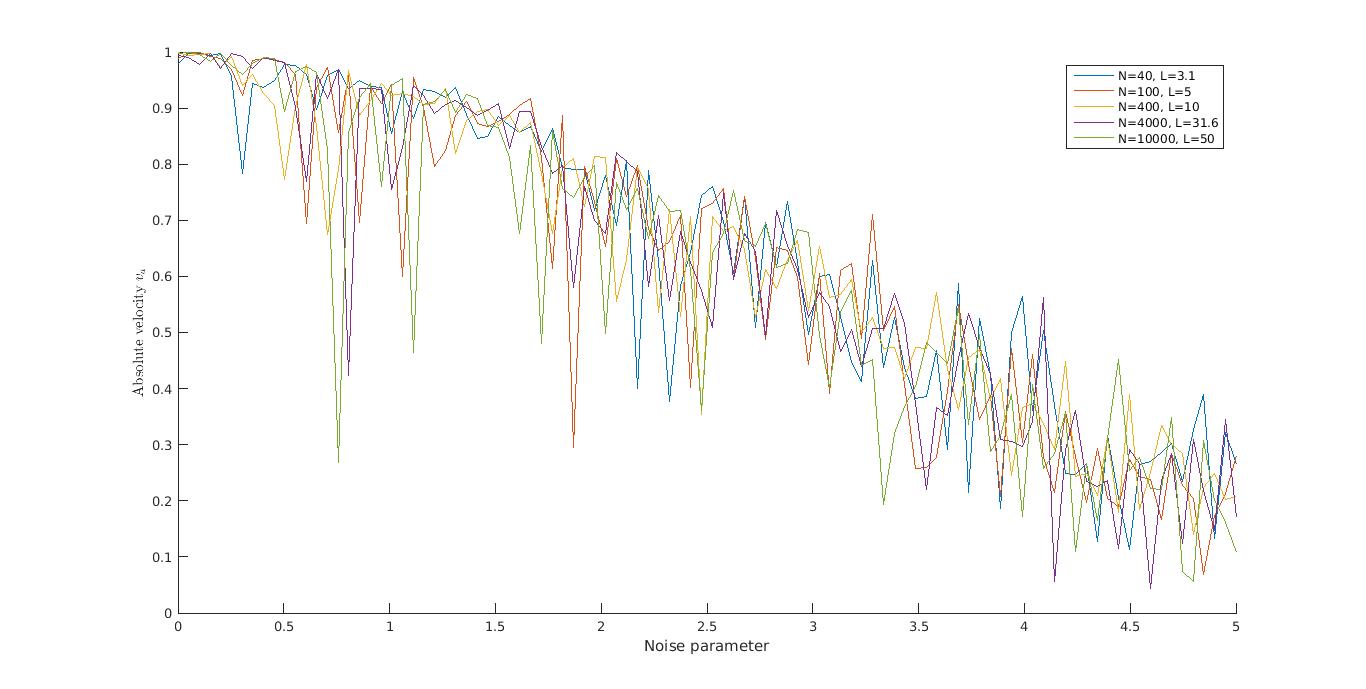 1
0.9
0.8
0.7
0.6
0.5
0.4
0.3
0.2
0.1
0
Absolute velocity v_a
N=40, L=3.1
N=100, L=5
N=400, L=10
N=4000, L=31.6
N=10000, L=50
0 0.5 1 1.5 2 2.5 3 3.5 4 4.5 5
Noise parameter